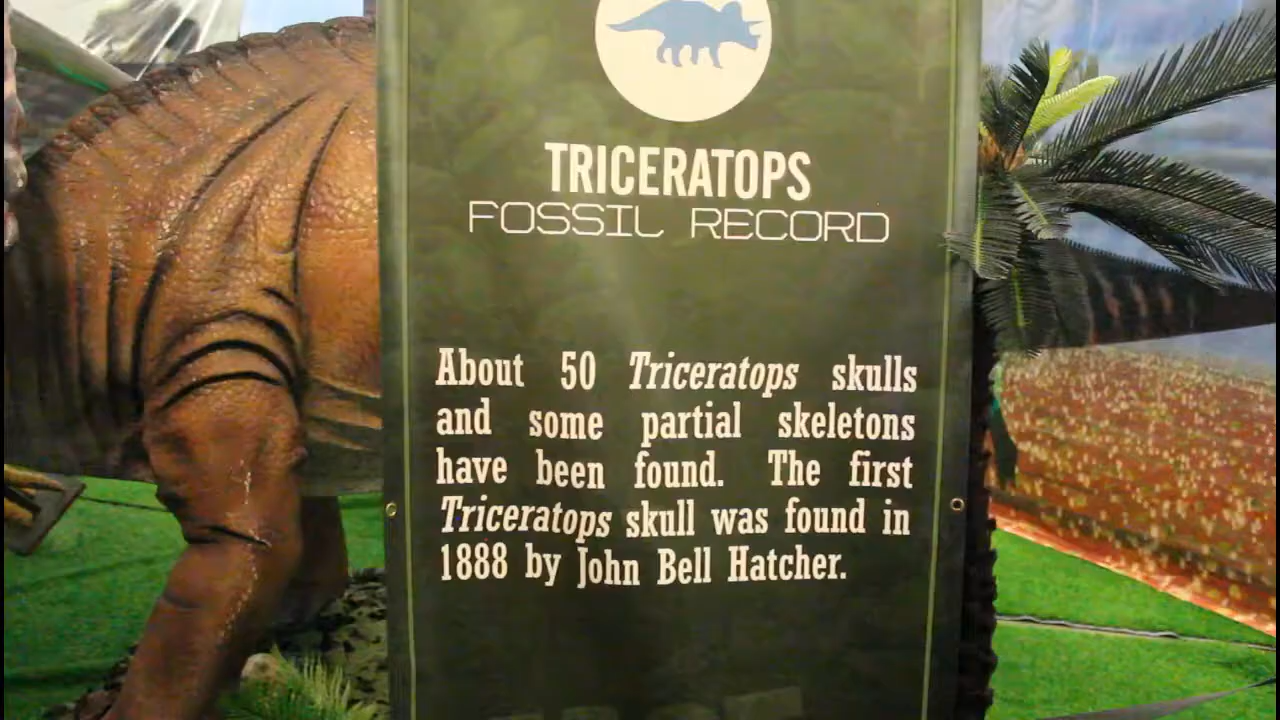 TRICERATOPS
FOSSIL RECORD
About 50 Triceratops skulls
and some partial skeletons
have been found. The first
Triceratops skull was found in
1888 by John Bell Hatcher.